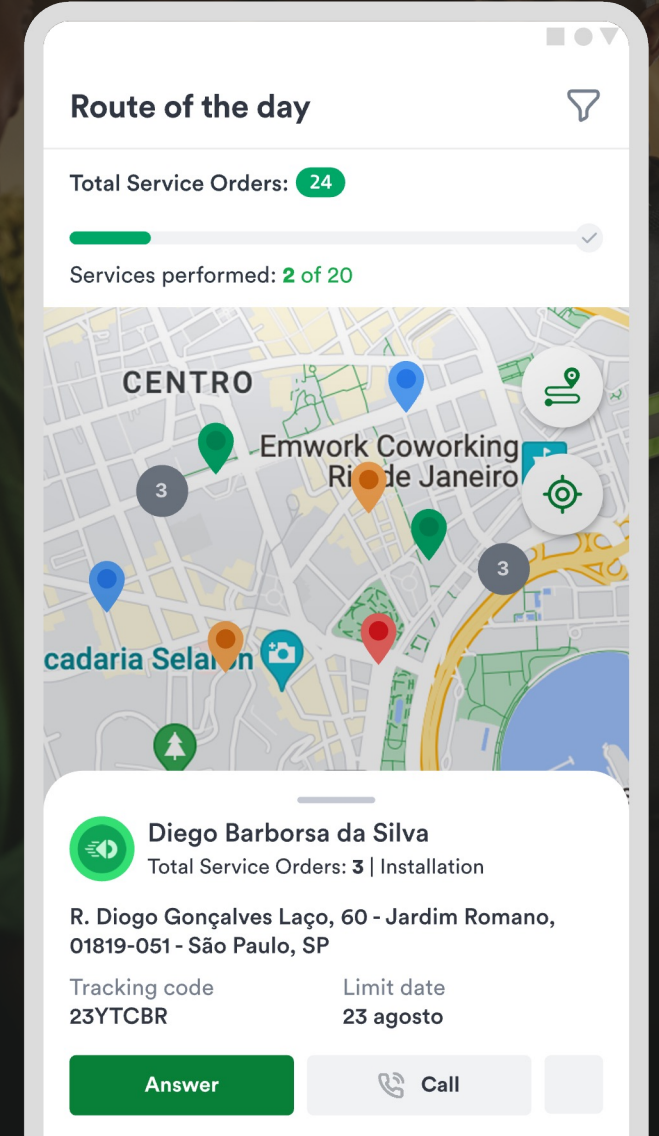 Route of the day
Total Service Orders: 24
Services performed: 2 of 20
CENTRO
Emwork Coworking
Rio de Janeiro
3
3
cadaria Selarón
Diego Barborsa da Silva
Total Service Orders: 3 | Installation
R. Diogo Gonçalves Laço, 60 - Jardim Romano,
01819-051 - São Paulo, SP
Tracking code
Limit date
23YTCBR
23 agosto
Answer
Call